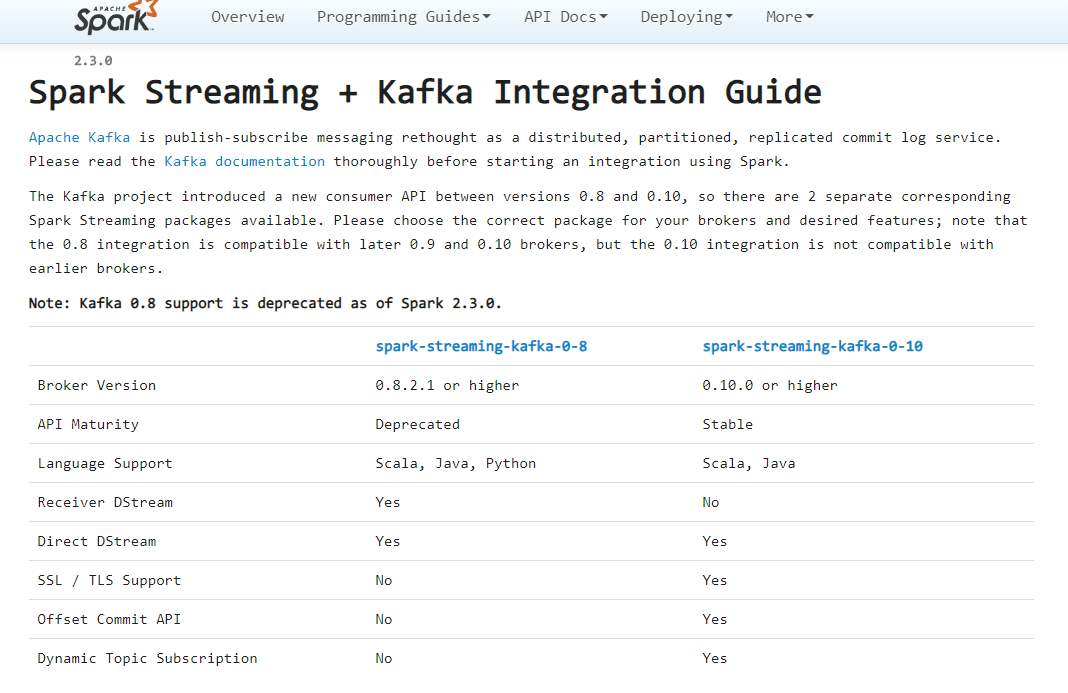 APACHE
Spark
Overview Programming Guides API Docs Deploying More
2.3.0
Spark Streaming + Kafka Integration Guide
Apache Kafka is publish-subscribe messaging rethought as a distributed, partitioned, replicated commit log service.
Please read the Kafka documentation thoroughly before starting an integration using Spark.
The Kafka project introduced a new consumer API between versions 0.8 and 0.10, so there are 2 separate corresponding
Spark Streaming packages available. Please choose the correct package for your brokers and desired features; note that
the 0.8 integration is compatible with later 0.9 and 0.10 brokers, but the 0.10 integration is not compatible with
earlier brokers.
Note: Kafka 0.8 support is deprecated as of Spark 2.3.0.
spark-streaming-kafka-0-8 spark-streaming-kafka-0-10
Broker Version 0.8.2.1 or higher 0.10.0 or higher
API Maturity Deprecated Stable
Language Support Scala, Java, Python Scala, Java
Receiver DStream Yes No
Direct DStream Yes Yes
SSL / TLS Support No Yes
Offset Commit API No Yes
Dynamic Topic Subscription No Yes